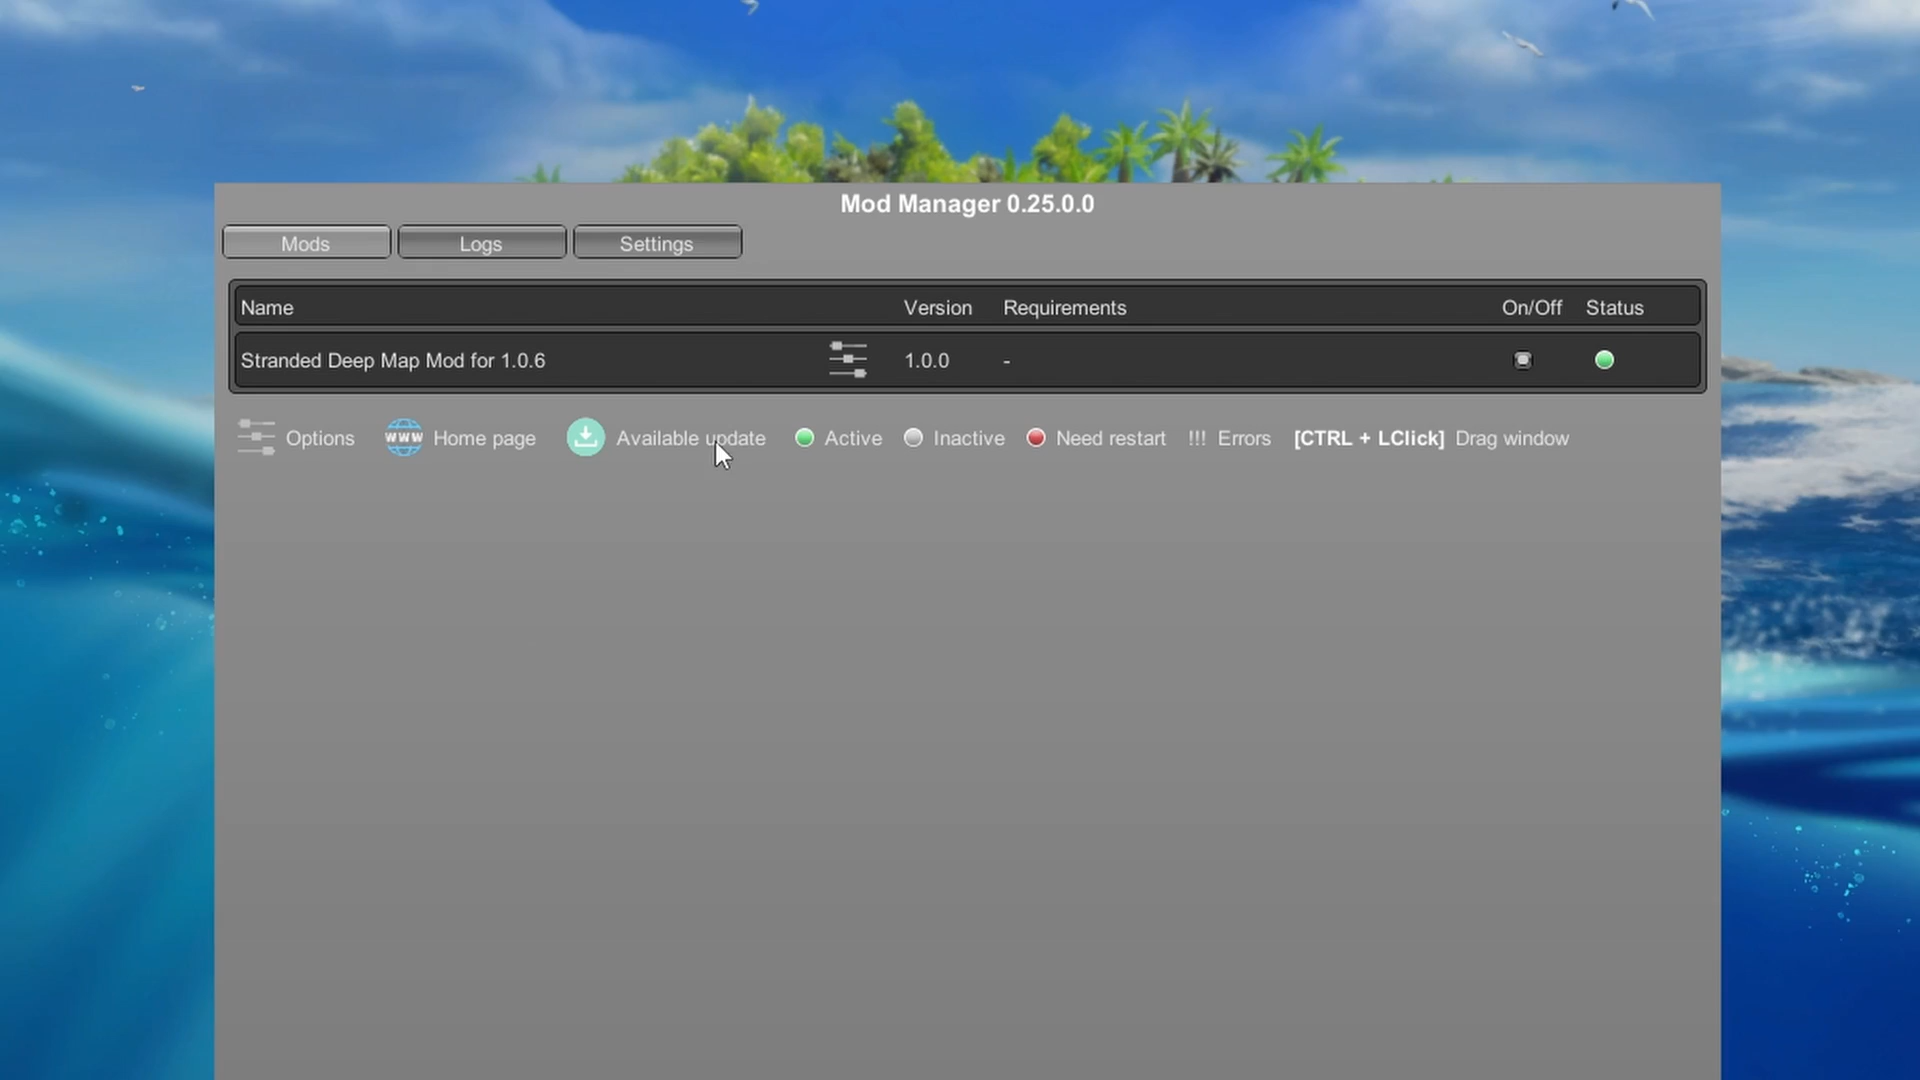 Mod Manager 0.25.0.0
Mods Logs Settings
Name Version Requirements On/Off Status
Stranded Deep Map Mod for 1.0.6 1.0.0 -
Options WWW Home page Available update Active Inactive Need restart !!! Errors [CTRL + LClick] Drag window